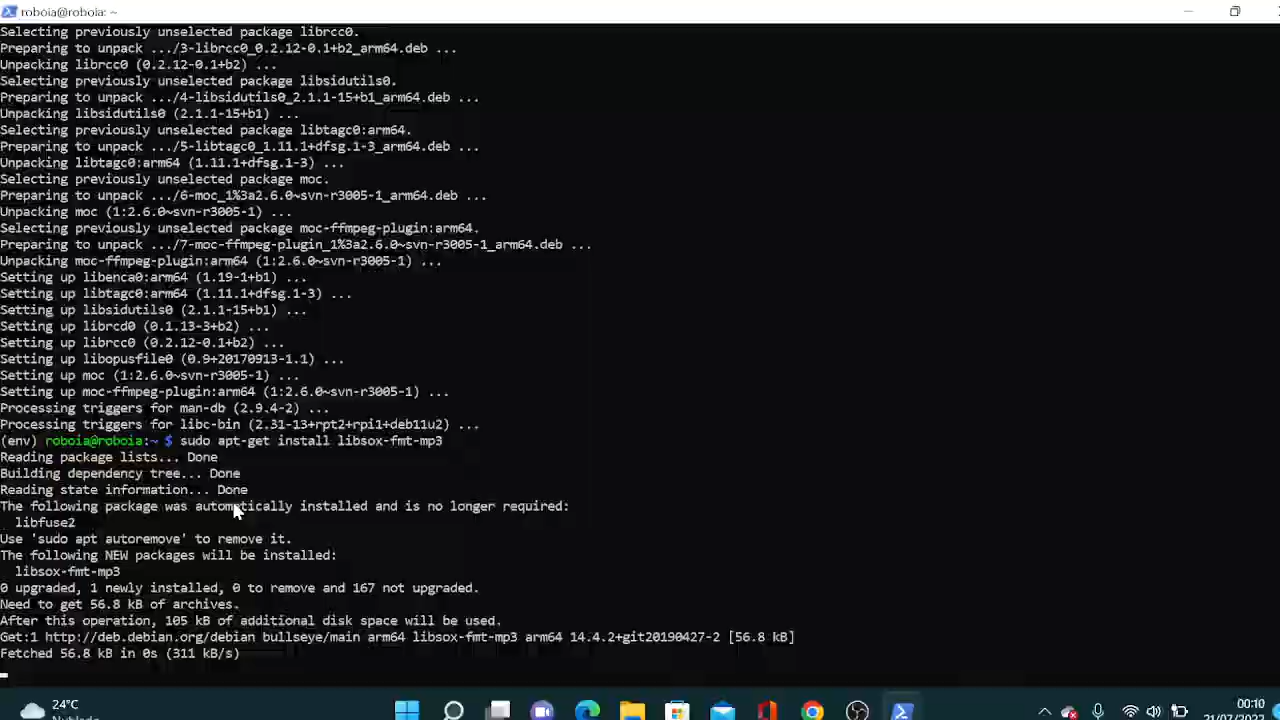 roboia@roboia: ~
Selecting previously unselected package librcc0.
Preparing to unpack .../3-librcc0_0.2.12-0.1+b2_arm64.deb ...
Unpacking librcc0 (0.2.12-0.1+b2) ...
Selecting previously unselected package libsidutils0.
Preparing to unpack .../4-libsidutils0_2.1.1-15+b1_arm64.deb ...
Unpacking libsidutils0 (2.1.1-15+b1) ...
Selecting previously unselected package libtagc0:arm64.
Preparing to unpack .../5-libtagc0_1.11.1+dfsg.1-3_arm64.deb ...
Unpacking libtagc0:arm64 (1.11.1+dfsg.1-3) ...
Selecting previously unselected package moc.
Preparing to unpack .../6-moc_1%3a2.6.0~svn-r3005-1_arm64.deb ...
Unpacking moc (1:2.6.0~svn-r3005-1) ...
Selecting previously unselected package moc-ffmpeg-plugin:arm64.
Preparing to unpack .../7-moc-ffmpeg-plugin_1%3a2.6.0~svn-r3005-1_arm64.deb ...
Unpacking moc-ffmpeg-plugin:arm64 (1:2.6.0~svn-r3005-1) ...
Setting up libenca0:arm64 (1.19-1+b1) ...
Setting up libtagc0:arm64 (1.11.1+dfsg.1-3) ...
Setting up libsidutils0 (2.1.1-15+b1) ...
Setting up librcd0 (0.1.13-3+b2) ...
Setting up librcc0 (0.2.12-0.1+b2) ...
Setting up libopusfile0 (0.9+20170913-1.1) ...
Setting up moc (1:2.6.0~svn-r3005-1) ...
Setting up moc-ffmpeg-plugin:arm64 (1:2.6.0~svn-r3005-1) ...
Processing triggers for man-db (2.9.4-2) ...
Processing triggers for libc-bin (2.31-13+rpt2+rpi1+deb11u2) ...
(env) roboia@roboia:~ $ sudo apt-get install libsox-fmt-mp3
Reading package lists... Done
Building dependency tree... Done
Reading state information... Done
The following package was automatically installed and is no longer required:
libfuse2
Use 'sudo apt autoremove' to remove it.
The following NEW packages will be installed:
libsox-fmt-mp3
0 upgraded, 1 newly installed, 0 to remove and 167 not upgraded.
Need to get 56.8 kB of archives.
After this operation, 105 kB of additional disk space will be used.
Get:1 http://deb.debian.org/debian bullseye/main arm64 libsox-fmt-mp3 arm64 14.4.2+git20190427-2 [56.8 kB]
Fetched 56.8 kB in 0s (311 kB/s)
24°C
00:10